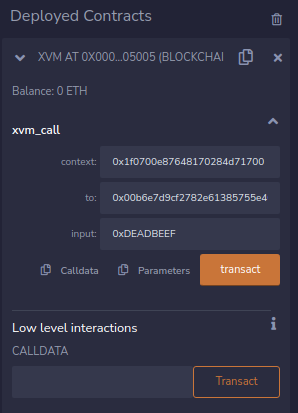 Deployed Contracts
XVM AT 0X000...05005 (BLOCKCHAI
Balance: 0 ETH
xvm_call
context: 0x1f0700e87648170284d71700
to: 0x00b6e7d9cf2782e61385755e4
input: 0xDEADBEEF
Calldata Parameters transact
Low level interactions i
CALLDATA
Transact